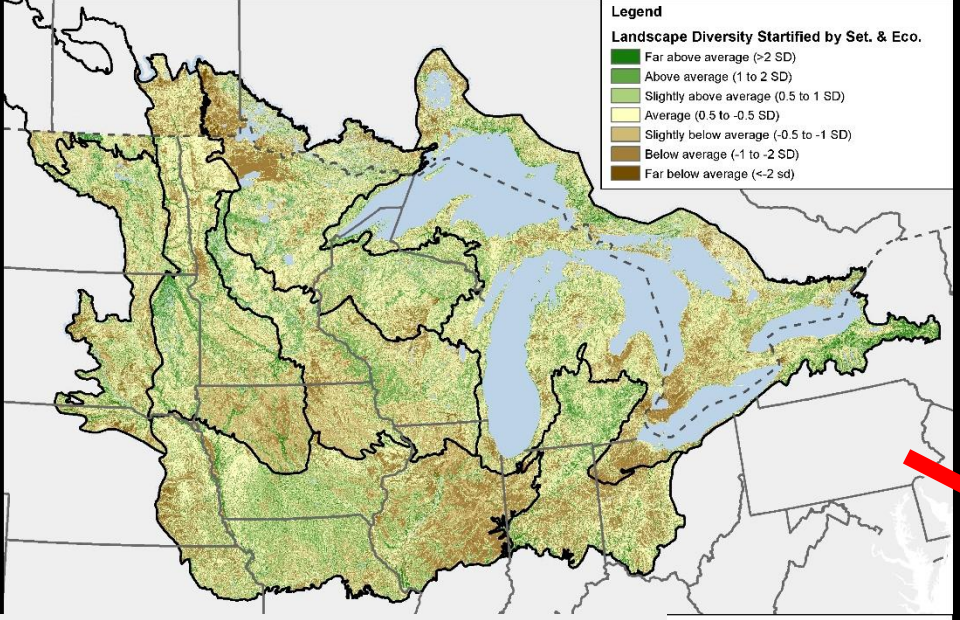 Legend
Landscape Diversity Startified by Set. & Eco.
Far above average (>2 SD)
Above average (1 to 2 SD)
Slightly above average (0.5 to 1 SD)
Average (0.5 to -0.5 SD)
Slightly below average (-0.5 to -1 SD)
Below average (-1 to -2 SD)
Far below average (<-2 sd)